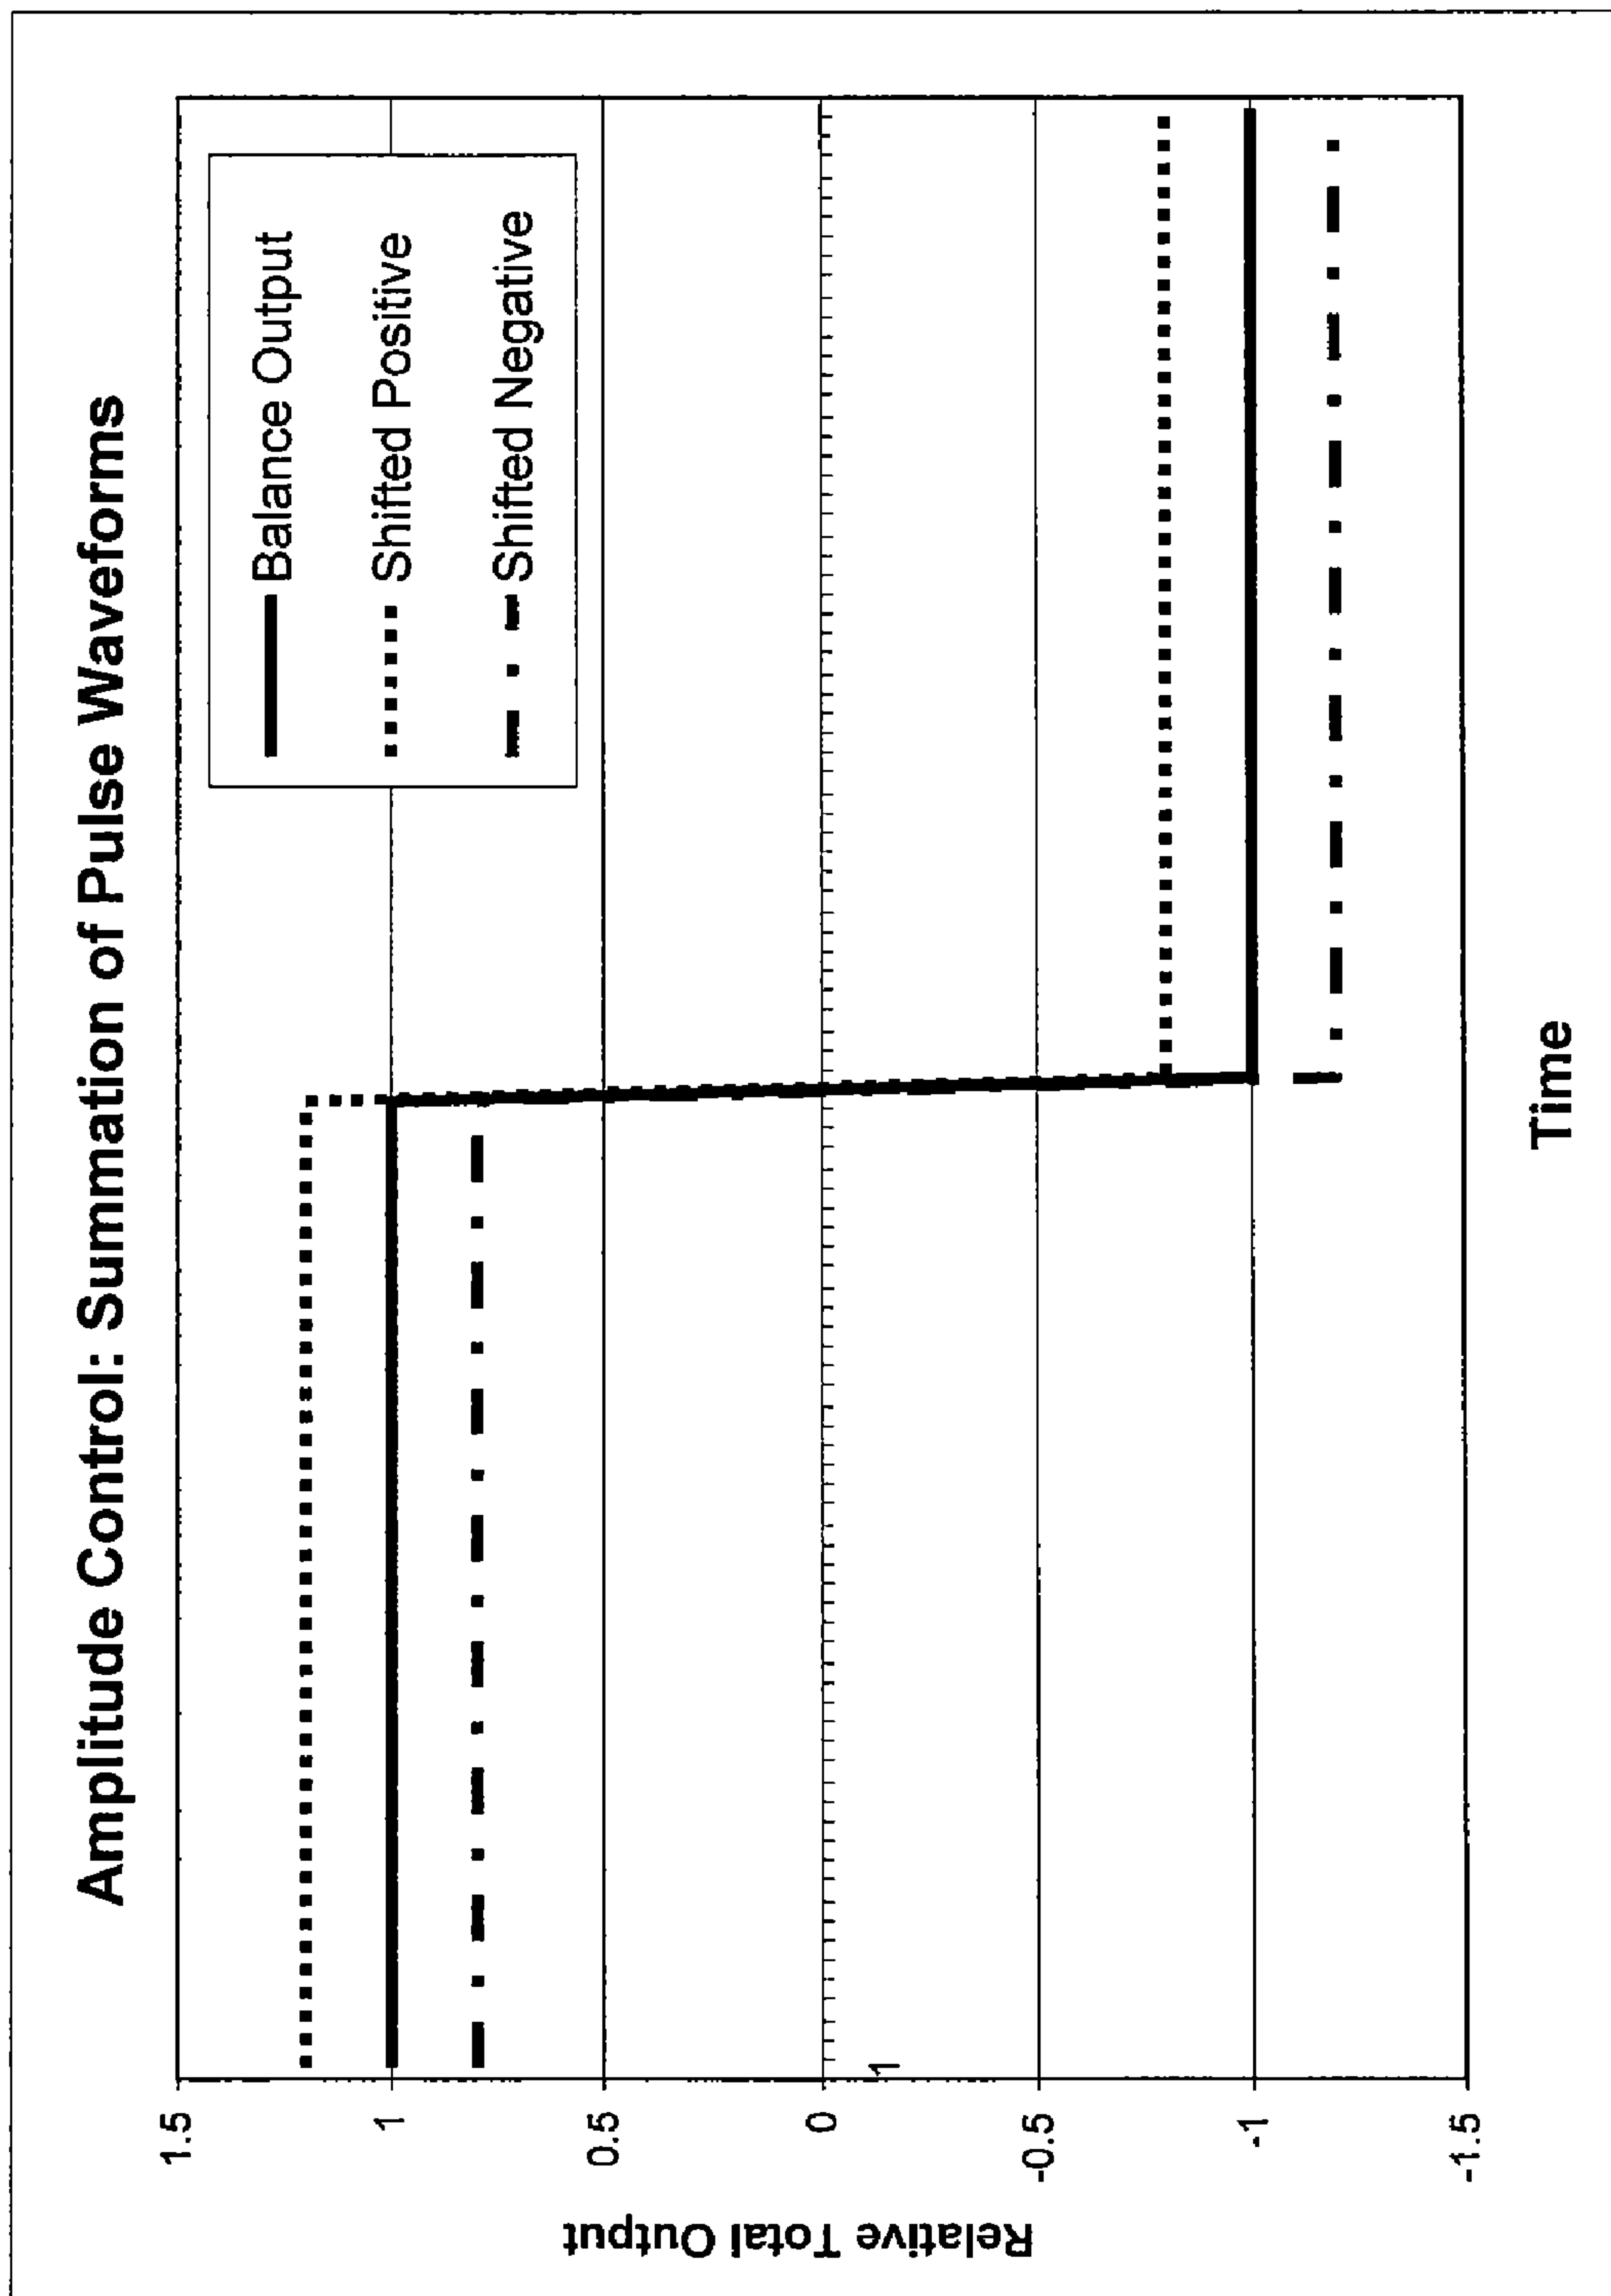 Amplitude Control: Summation of Pulse Waveforms
Balance Output
Shifted Positive
Shifted Negative
1.5
1
0.5
0
-0.5
-1
-1.5
1
Relative Total Output
Time